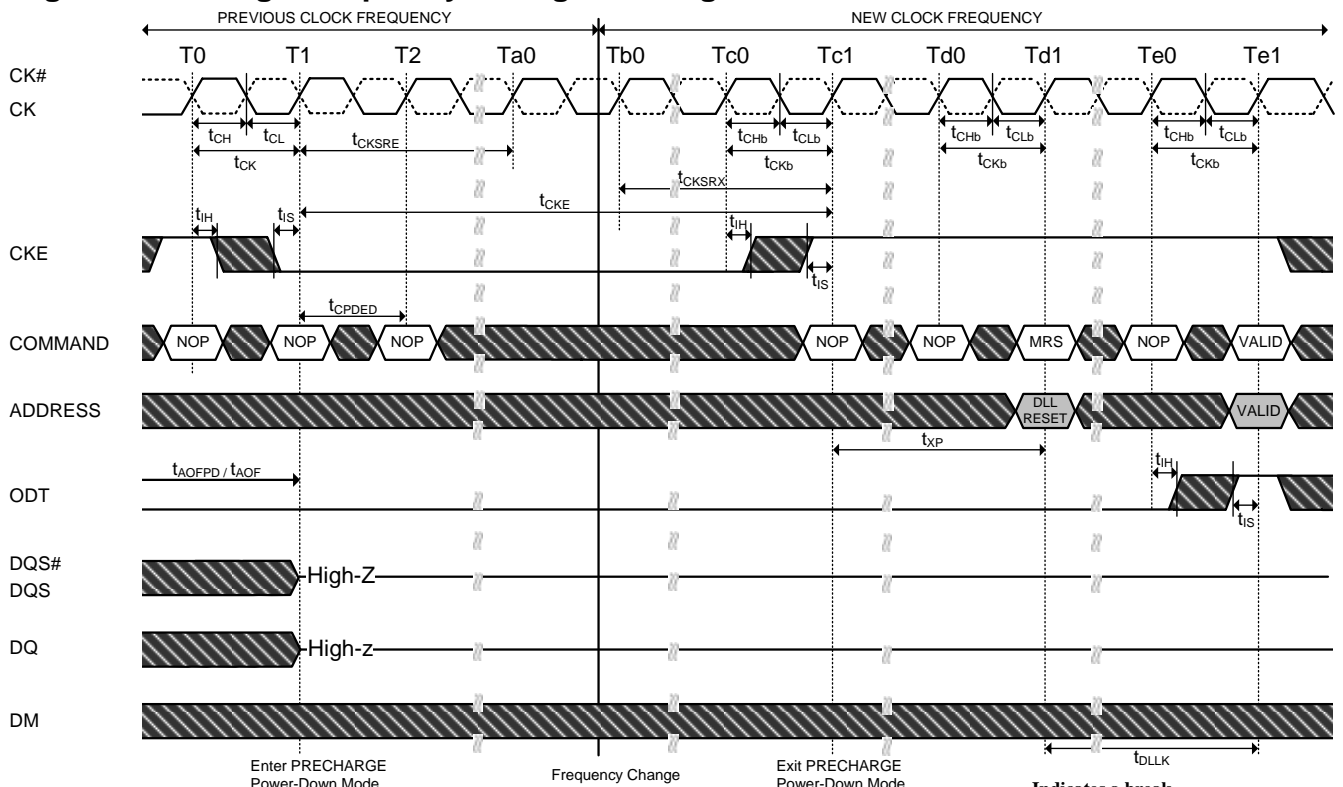 PREVIOUS CLOCK FREQUENCY NEW CLOCK FREQUENCY
T0 T1 T2 Ta0 Tb0 Tc0 Tc1 Td0 Td1 Te0 Te1
CK#
CK
tCH tCL tCKSRE tCHb tCLb tCHb tCLb tCHb tCLb
tCK tCKb tCKb tCKb
tCKSRX
tCKE
tIH tIS tIH
CKE
tIS
tCPDED
COMMAND NOP NOP NOP NOP NOP MRS NOP VALID
ADDRESS DLL RESET VALID
tXP
tAOFPD / tAOF tIH
ODT
tIS
DQS#
DQS High-Z
DQ High-z
DM
tDLLK
Enter PRECHARGE
Power-Down Mode
Frequency Change
Exit PRECHARGE
Power-Down Mode
Indicates a break